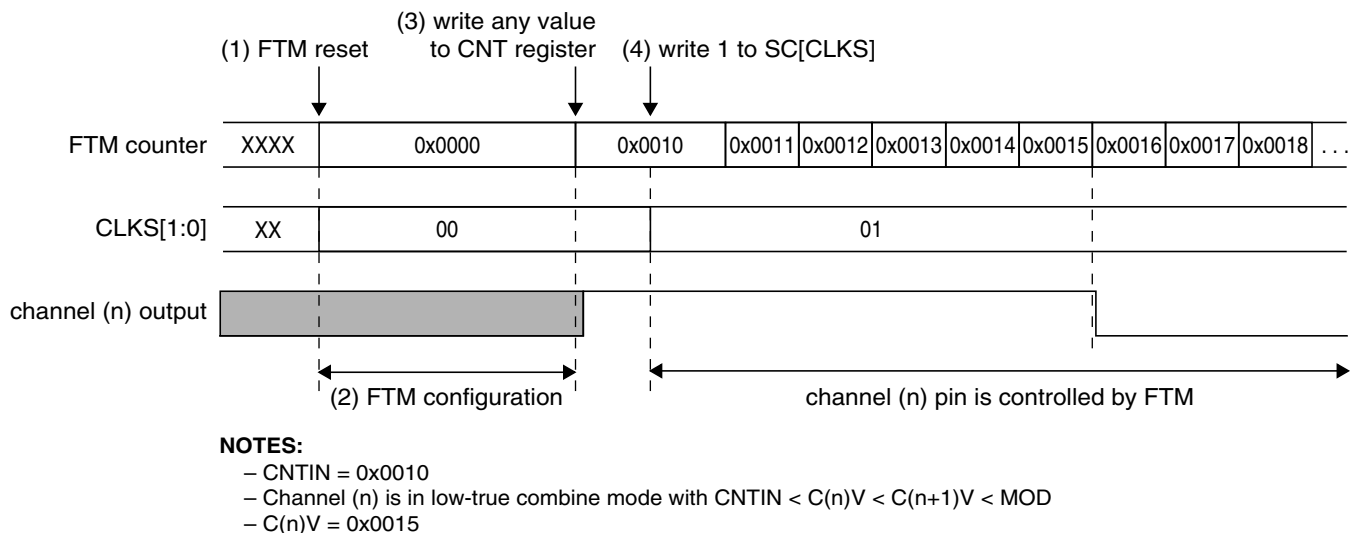 (3) write any value
(1) FTM reset to CNT register (4) write 1 to SC[CLKS]
FTM counter XXXX 0x0000 0x0010 0x0011 0x0012 0x0013 0x0014 0x0015 0x0016 0x0017 0x0018 ...
CLKS[1:0] XX 00 01
channel (n) output
(2) FTM configuration channel (n) pin is controlled by FTM
NOTES:
– CNTIN = 0x0010
– Channel (n) is in low-true combine mode with CNTIN < C(n)V < C(n+1)V < MOD
– C(n)V = 0x0015